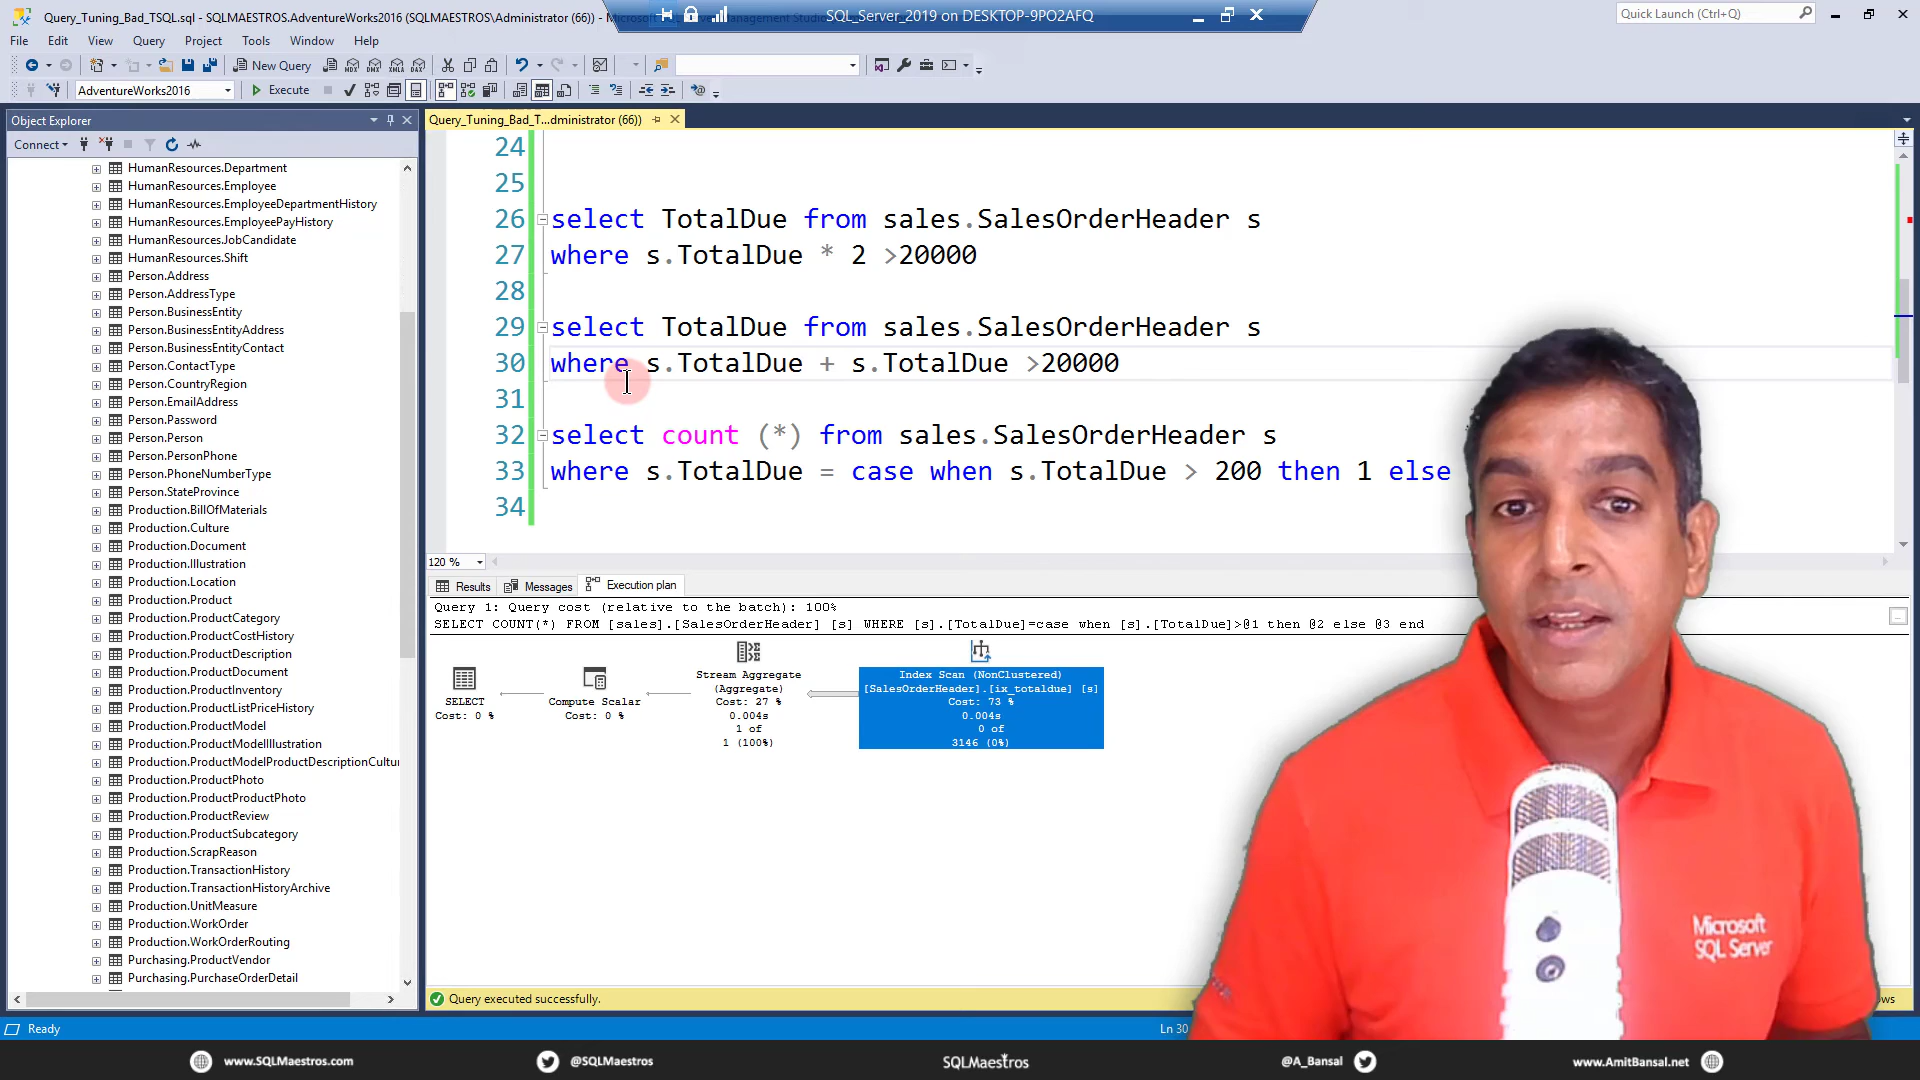 Query_Tuning_Bad_TSQL.sql - SQLMAESTROS.AdventureWorks2016 (SQLMAESTROS\Administrator (66)) -
SQL_Server_2019 on DESKTOP-9PO2AFQ
Quick Launch (Ctrl+Q)
File Edit View Query Project Tools Window Help
New Query
AdventureWorks2016
Execute
Object Explorer
Query_Tuning_Bad_T...dministrator (66))
Connect
HumanResources.Department
HumanResources.Employee
HumanResources.EmployeeDepartmentHistory
HumanResources.EmployeePayHistory
HumanResources.JobCandidate
HumanResources.Shift
Person.Address
Person.AddressType
Person.BusinessEntity
Person.BusinessEntityAddress
Person.BusinessEntityContact
Person.ContactType
Person.CountryRegion
Person.EmailAddress
Person.Password
Person.Person
Person.PersonPhone
Person.PhoneNumberType
Person.StateProvince
Production.BillOfMaterials
Production.Culture
Production.Document
Production.Illustration
Production.Location
Production.Product
Production.ProductCategory
Production.ProductCostHistory
Production.ProductDescription
Production.ProductDocument
Production.ProductInventory
Production.ProductListPriceHistory
Production.ProductModel
Production.ProductModelIllustration
Production.ProductModelProductDescriptionCultu
Production.ProductPhoto
Production.ProductProductPhoto
Production.ProductReview
Production.ProductSubcategory
Production.ScrapReason
Production.TransactionHistory
Production.TransactionHistoryArchive
Production.UnitMeasure
Production.WorkOrder
Production.WorkOrderRouting
Purchasing.ProductVendor
Purchasing.PurchaseOrderDetail
24
25
26 select TotalDue from sales.SalesOrderHeader s
27 where s.TotalDue * 2 >20000
28
29 select TotalDue from sales.SalesOrderHeader s
30 where s.TotalDue + s.TotalDue >20000
31
32 select count (*) from sales.SalesOrderHeader s
33 where s.TotalDue = case when s.TotalDue > 200 then 1 else
34
120 %
Results Messages Execution plan
Query 1: Query cost (relative to the batch): 100%
SELECT COUNT(*) FROM [sales].[SalesOrderHeader] [s] WHERE [s].[TotalDue]=case when [s].[TotalDue]>@1 then @2 else @3 end
SELECT
Cost: 0 %
Compute Scalar
Cost: 0 %
Stream Aggregate
(Aggregate)
Cost: 27 %
0.004s
1 of
1 (100%)
Index Scan (NonClustered)
[SalesOrderHeader].[ix_totaldue] [s]
Cost: 73 %
0.004s
0 of
3146 (0%)
Query executed successfully.
ows
Ready
Ln 30
Microsoft
SQL Server
www.SQLMaestros.com
@SQLMaestros
SQLMaestros
@A_Bansal
www.AmitBansal.net